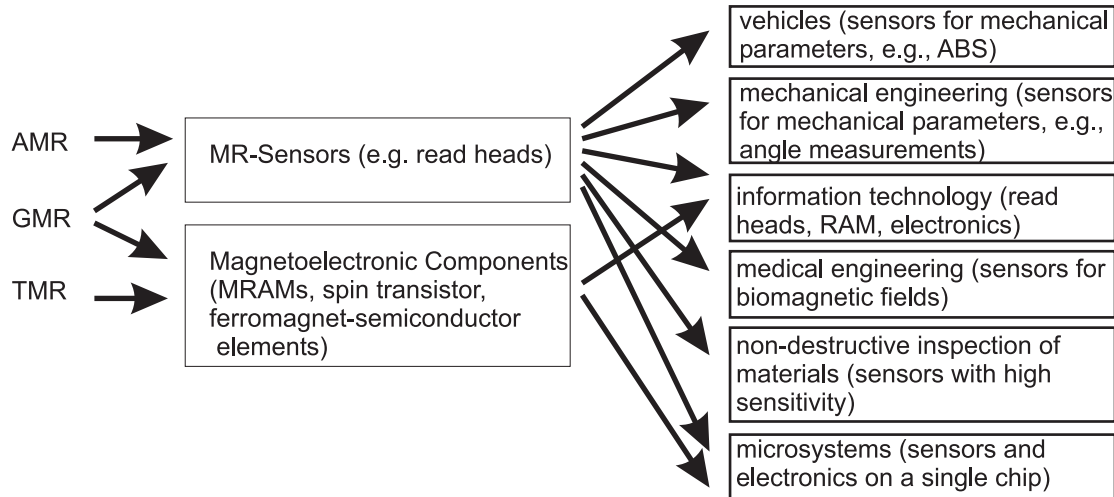 AMR
GMR
TMR
MR-Sensors (e.g. read heads)
Magnetoelectronic Components
(MRAMs, spin transistor,
ferromagnet-semiconductor
elements)
vehicles (sensors for mechanical
parameters, e.g., ABS)
mechanical engineering (sensors
for mechanical parameters, e.g.,
angle measurements)
information technology (read
heads, RAM, electronics)
medical engineering (sensors for
biomagnetic fields)
non-destructive inspection of
materials (sensors with high
sensitivity)
microsystems (sensors and
electronics on a single chip)